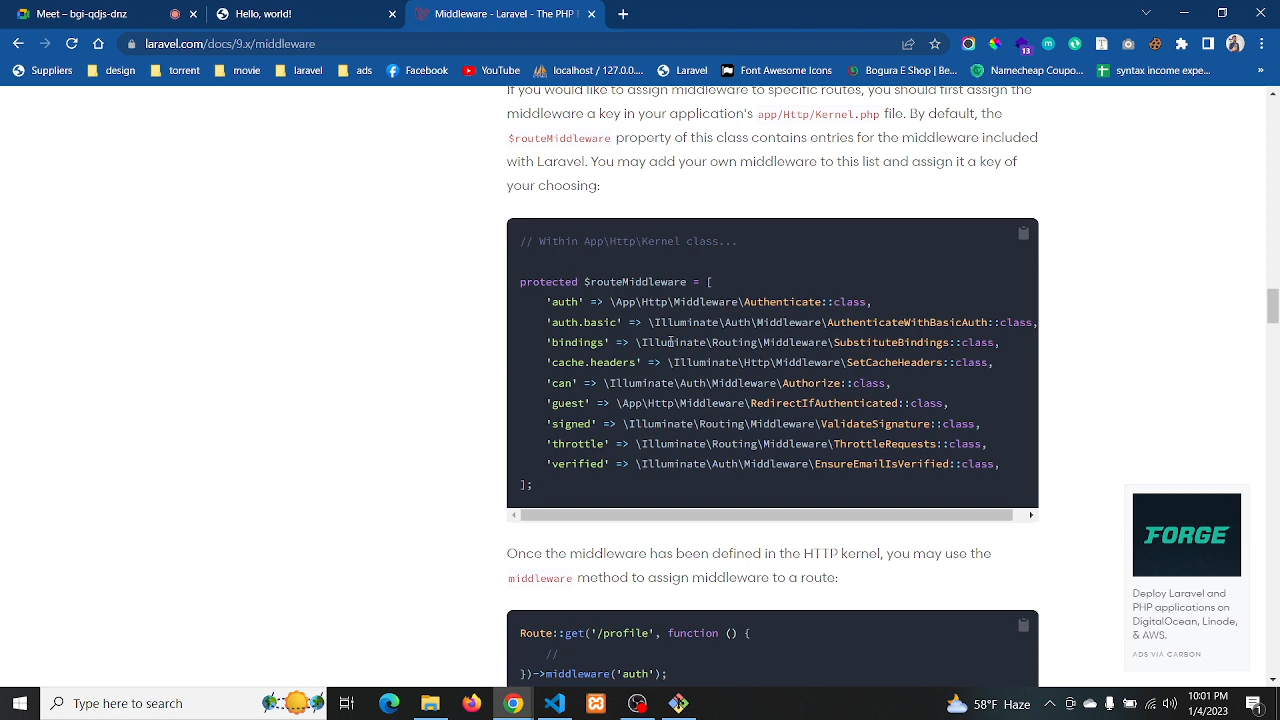 Meet – bgi-qdjs-dnz
Hello, world!
Middleware - Laravel - The PHP F
laravel.com/docs/9.x/middleware
13
Suppliers
design
torrent
movie
laravel
ads
Facebook
YouTube
localhost / 127.0....
Laravel
Font Awesome Icons
Bogura E Shop | Be...
Namecheap Coupo...
syntax income expe...
»
If you would like to assign middleware to specific routes, you should first assign the
middleware a key in your application's app/Http/Kernel.php file. By default, the
$routeMiddleware property of this class contains entries for the middleware included
with Laravel. You may add your own middleware to this list and assign it a key of
your choosing:
// Within App\Http\Kernel class...
protected $routeMiddleware = [
'auth' => \App\Http\Middleware\Authenticate::class,
'auth.basic' => \Illuminate\Auth\Middleware\AuthenticateWithBasicAuth::class,
'bindings' => \Illuminate\Routing\Middleware\SubstituteBindings::class,
'cache.headers' => \Illuminate\Http\Middleware\SetCacheHeaders::class,
'can' => \Illuminate\Auth\Middleware\Authorize::class,
'guest' => \App\Http\Middleware\RedirectIfAuthenticated::class,
'signed' => \Illuminate\Routing\Middleware\ValidateSignature::class,
'throttle' => \Illuminate\Routing\Middleware\ThrottleRequests::class,
'verified' => \Illuminate\Auth\Middleware\EnsureEmailIsVerified::class,
];
Once the middleware has been defined in the HTTP kernel, you may use the
middleware method to assign middleware to a route:
Route::get('/profile', function () {
//
})->middleware('auth');
FORGE
Deploy Laravel and
PHP applications on
DigitalOcean, Linode,
& AWS.
ADS VIA CARBON
Type here to search
58°F Haze
10:01 PM
1/4/2023